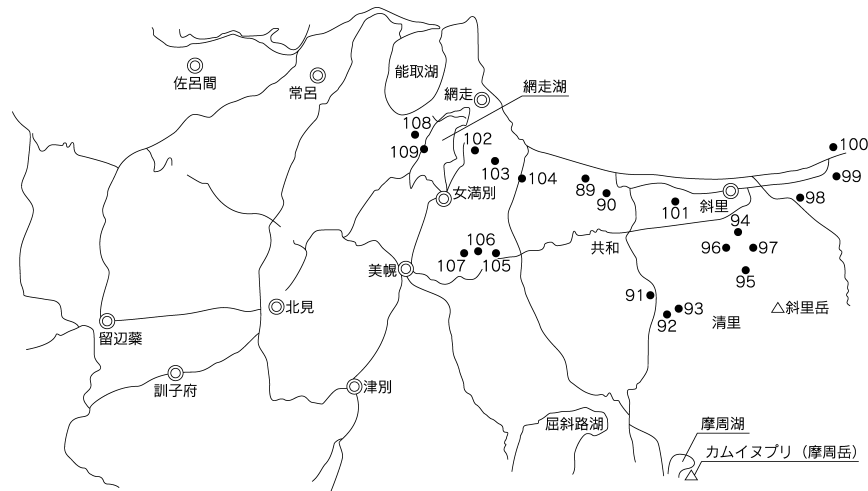 佐呂間
常呂
能取湖
網走
網走湖
108
109
102
103
104
89
90
100
99
98
女満別
101
斜里
94
共和
96
97
106
107
105
95
美幌
91
93
92
清里
△斜里岳
北見
留辺蘂
訓子府
津別
屈斜路湖
摩周湖
カムイヌプリ（摩周岳）